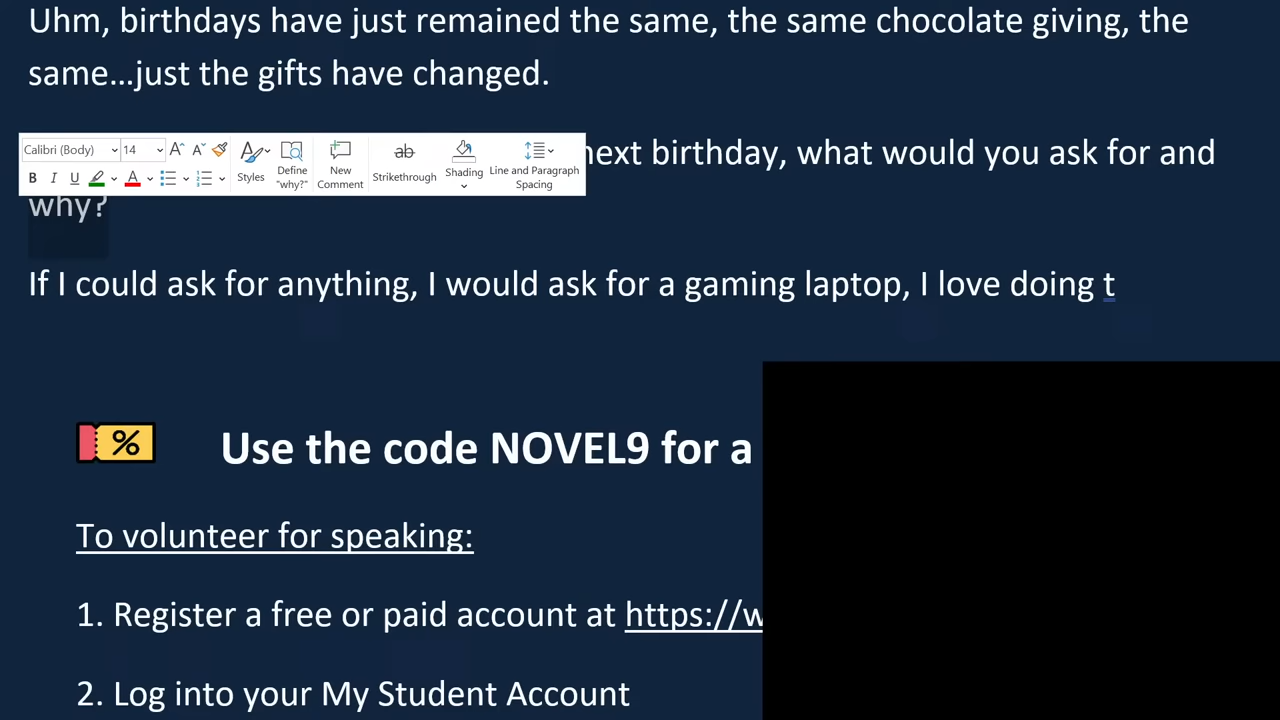 Uhm, birthdays have just remained the same, the same chocolate giving, the
same...just the gifts have changed.
next birthday, what would you ask for and
Calibri (Body) 14
Styles Define "why?" New Comment ab Strikethrough Shading Line and Paragraph Spacing
B I U A
why?
If I could ask for anything, I would ask for a gaming laptop, I love doing t
% Use the code NOVEL9 for a
To volunteer for speaking:
1. Register a free or paid account at https://w
2. Log into your My Student Account